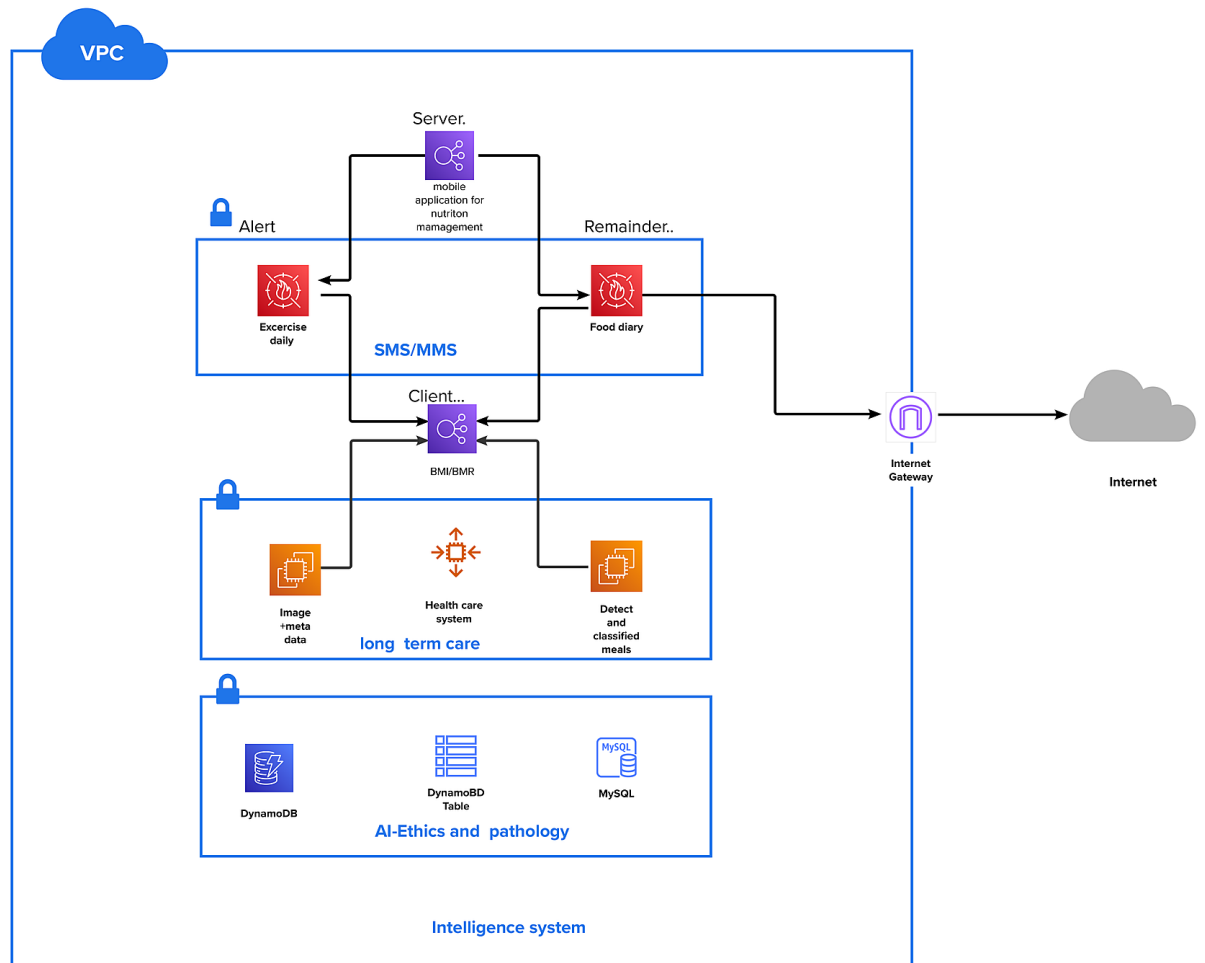 VPC
Server.
mobile
application for
nutriton
mamagement
Alert
Remainder..
Excercise
daily
Food diary
SMS/MMS
Client...
BMI/BMR
Internet
Gateway
Internet
Image
+meta
data
Health care
system
Detect
and
classified
meals
long term care
DynamoDB
DynamoBD
Table
MySQL
MySQL
AI-Ethics and pathology
Intelligence system